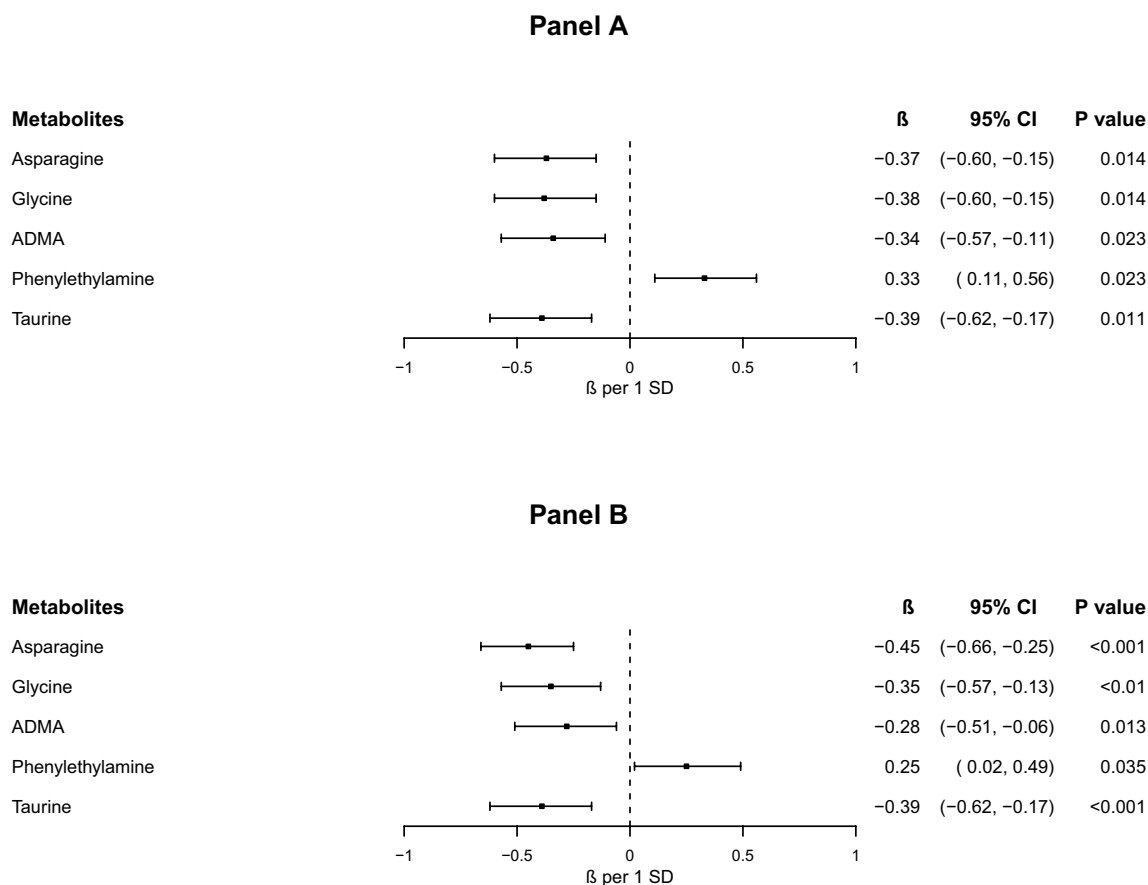 Panel A
Metabolites ß 95% CI P value
Asparagine −0.37 (−0.60, −0.15) 0.014
Glycine −0.38 (−0.60, −0.15) 0.014
ADMA −0.34 (−0.57, −0.11) 0.023
Phenylethylamine 0.33 ( 0.11, 0.56) 0.023
Taurine −0.39 (−0.62, −0.17) 0.011
−1 −0.5 0 0.5 1
ß per 1 SD
Panel B
Metabolites ß 95% CI P value
Asparagine −0.45 (−0.66, −0.25) <0.001
Glycine −0.35 (−0.57, −0.13) <0.01
ADMA −0.28 (−0.51, −0.06) 0.013
Phenylethylamine 0.25 ( 0.02, 0.49) 0.035
Taurine −0.39 (−0.62, −0.17) <0.001
−1 −0.5 0 0.5 1
ß per 1 SD